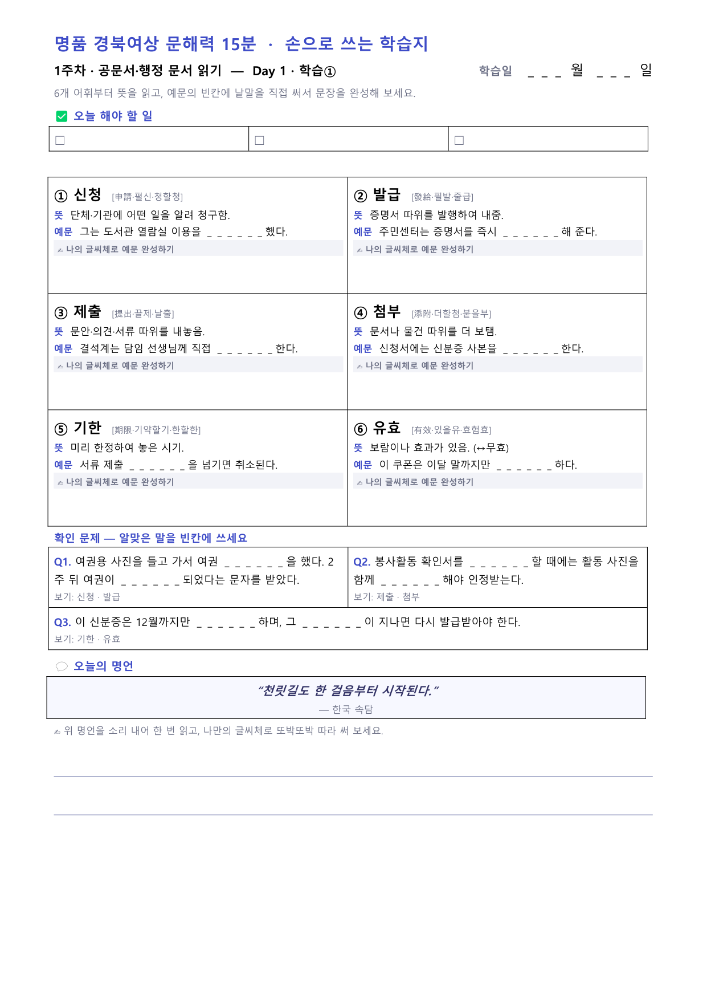 명품 경북여상 문해력 15분 · 손으로 쓰는 학습지
1주차 · 공문서·행정 문서 읽기 — Day 1 · 학습① 학습일 _ _ _ 월 _ _ _ 일
6개 어휘부터 뜻을 읽고, 예문의 빈칸에 낱말을 직접 써서 문장을 완성해 보세요.
✅ 오늘 해야 할 일
□ □ □
① 신청 [申請·펼신·청할청]
뜻 단체·기관에 어떤 일을 알려 청구함.
예문 그는 도서관 열람실 이용을 _ _ _ _ _ _ 했다.
✍ 나의 글씨체로 예문 완성하기
② 발급 [發給·필발·줄급]
뜻 증명서 따위를 발행하여 내줌.
예문 주민센터는 증명서를 즉시 _ _ _ _ _ _ 해 준다.
✍ 나의 글씨체로 예문 완성하기
③ 제출 [提出·끌제·날출]
뜻 문안·의견·서류 따위를 내놓음.
예문 결석계는 담임 선생님께 직접 _ _ _ _ _ _ 한다.
✍ 나의 글씨체로 예문 완성하기
④ 첨부 [添附·더할첨·붙을부]
뜻 문서나 물건 따위를 더 보탬.
예문 신청서에는 신분증 사본을 _ _ _ _ _ _ 한다.
✍ 나의 글씨체로 예문 완성하기
⑤ 기한 [期限·기약할기·한할한]
뜻 미리 한정하여 놓은 시기.
예문 서류 제출 _ _ _ _ _ _ 을 넘기면 취소된다.
✍ 나의 글씨체로 예문 완성하기
⑥ 유효 [有效·있을유·효험효]
뜻 보람이나 효과가 있음. (↔무효)
예문 이 쿠폰은 이달 말까지만 _ _ _ _ _ _ 하다.
✍ 나의 글씨체로 예문 완성하기
확인 문제 — 알맞은 말을 빈칸에 쓰세요
Q1. 여권용 사진을 들고 가서 여권 _ _ _ _ _ _ 을 했다. 2
주 뒤 여권이 _ _ _ _ _ _ 되었다는 문자를 받았다.
보기: 신청 · 발급
Q2. 봉사활동 확인서를 _ _ _ _ _ _ 할 때에는 활동 사진을
함께 _ _ _ _ _ _ 해야 인정받는다.
보기: 제출 · 첨부
Q3. 이 신분증은 12월까지만 _ _ _ _ _ _ 하며, 그 _ _ _ _ _ _ 이 지나면 다시 발급받아야 한다.
보기: 기한 · 유효
💬 오늘의 명언
“천릿길도 한 걸음부터 시작된다.”
— 한국 속담
✍ 위 명언을 소리 내어 한 번 읽고, 나만의 글씨체로 또박또박 따라 써 보세요.